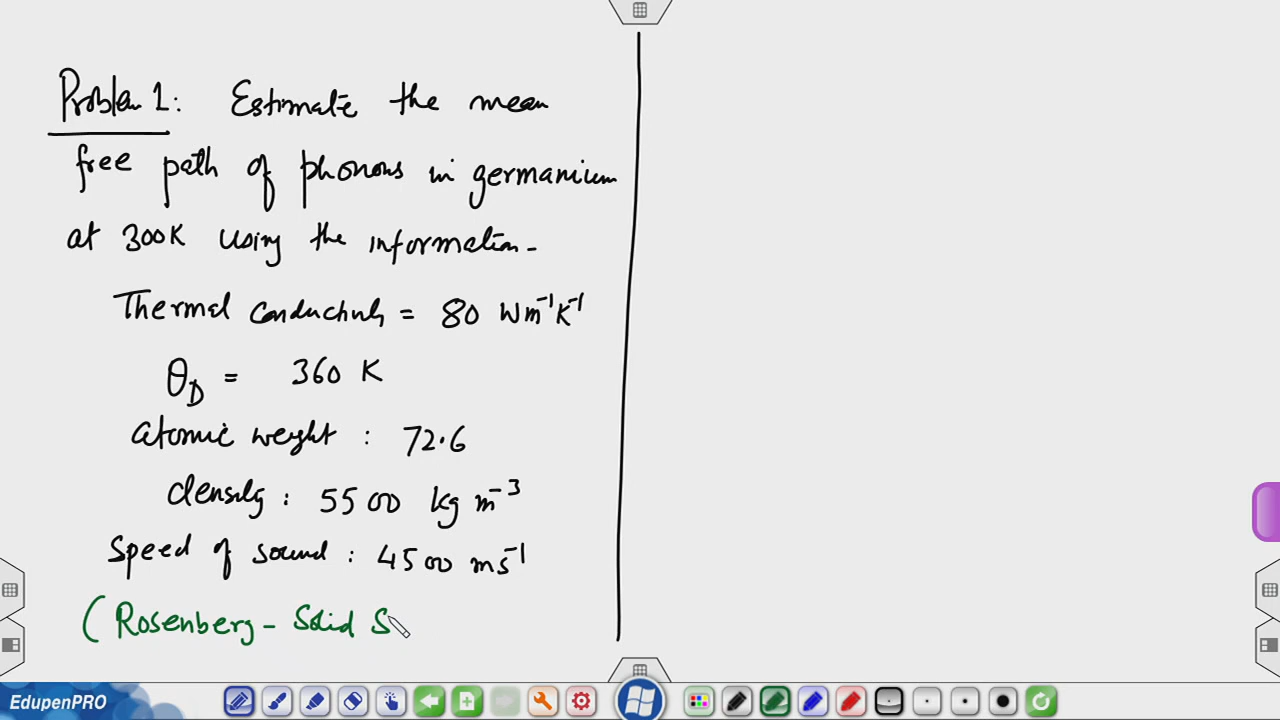 Problem 1: Estimate the mean
free path of phonons in germanium
at 300K using the information-
Thermal conductivity = 80 Wm⁻¹K⁻¹
θ_D = 360 K
atomic weight : 72.6
density : 5500 kg m⁻³
Speed of sound : 4500 ms⁻¹
(Rosenberg - Solid S
EdupenPRO